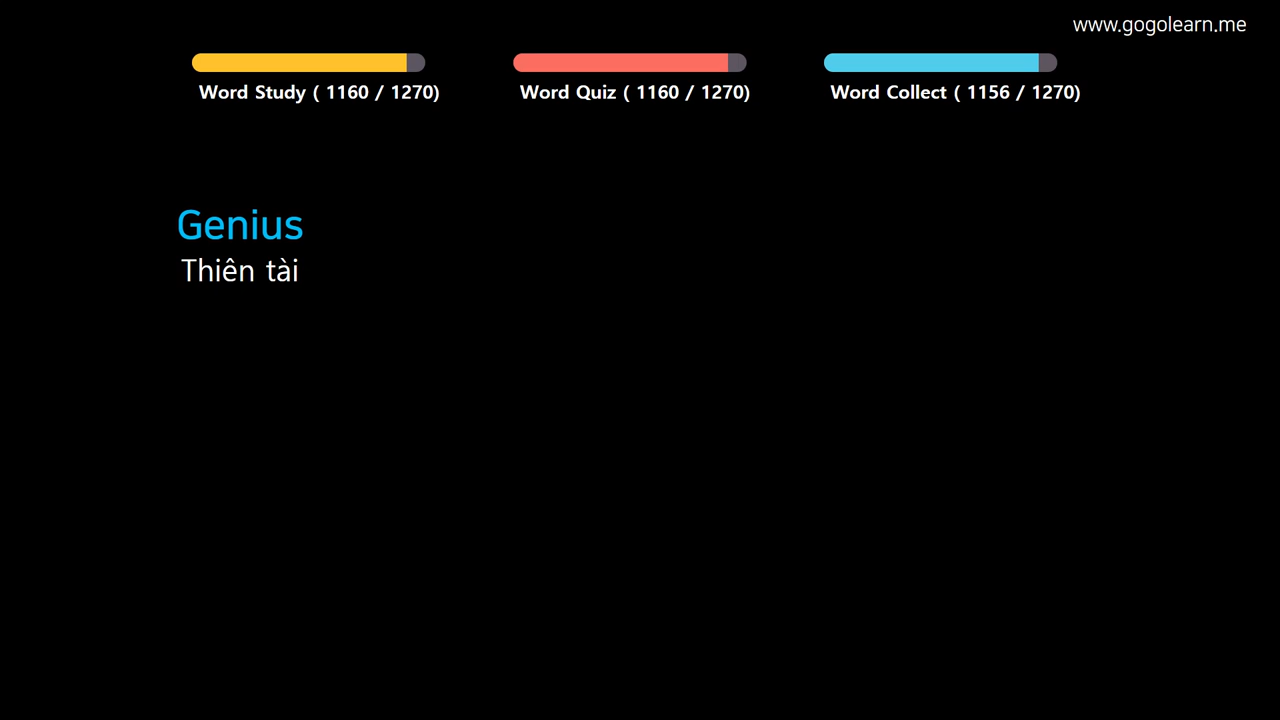 www.gogolearn.me
Word Study ( 1160 / 1270)
Word Quiz ( 1160 / 1270)
Word Collect ( 1156 / 1270)
Genius
Thiên tài